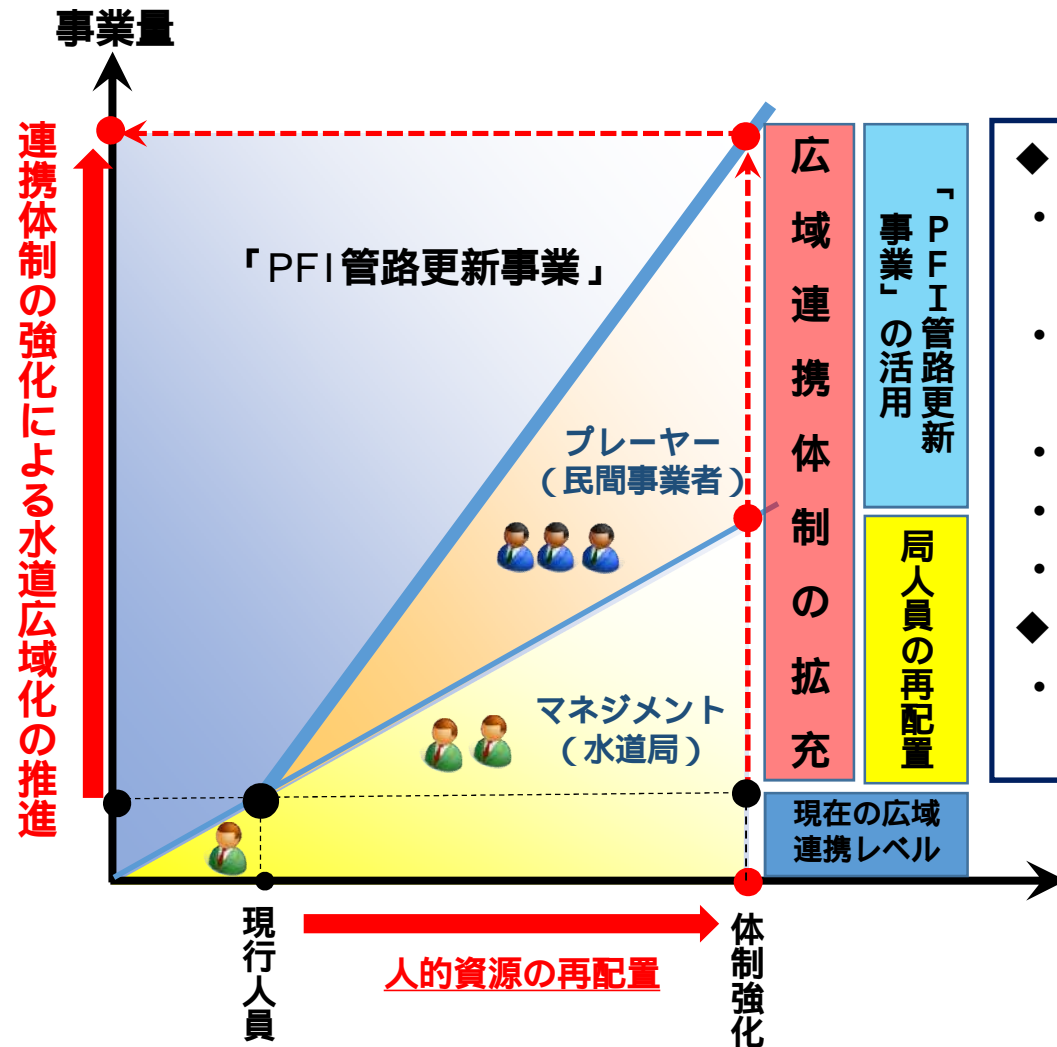 事業量
連携体制の強化による水道広域化の推進
「PFI管路更新事業」
プレーヤー
(民間事業者)
マネジメント
(水道局)
広域連携体制の拡充
「PFI管路更新
事業」の活用
局人員の再配置
現在の広域
連携レベル
現行人員
人的資源の再配置
体制強化
◆
・
・
・
・
・
◆
・